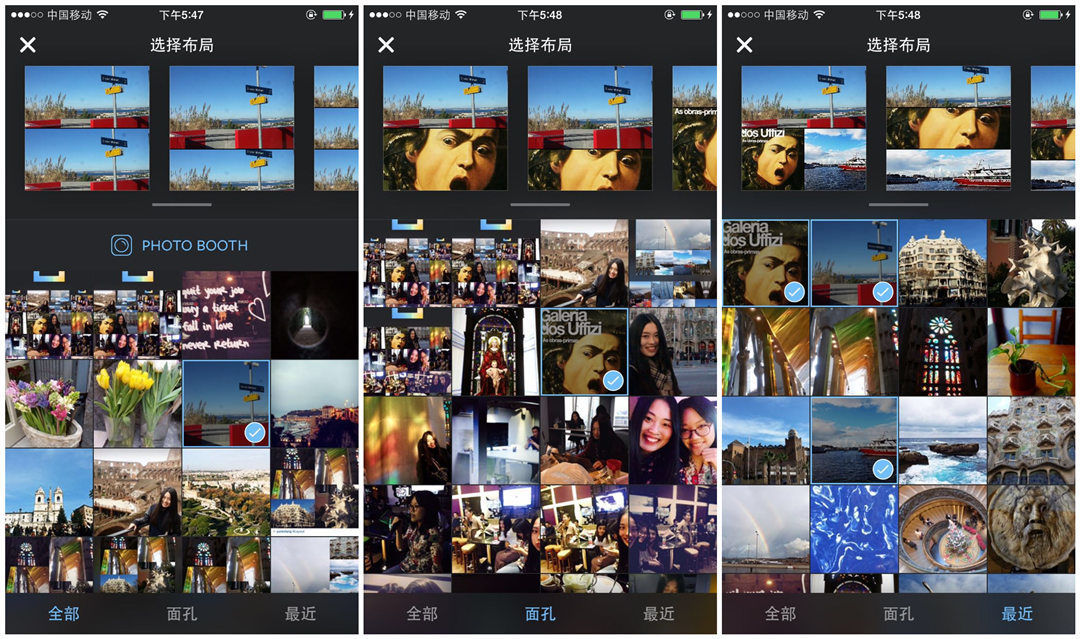 中国移动 下午5:47
选择布局
PHOTO BOOTH
quit your job
buy a ticket
fall in love
never return
全部 面孔 最近
中国移动 下午5:48
选择布局
As obras-prim
Galeria
dos Uffizi
As obras-primas
全部 面孔 最近
中国移动 下午5:48
选择布局
dos Uffizi
As obras-primas
Galeria
dos Uffizi
As obras-primas
全部 面孔 最近